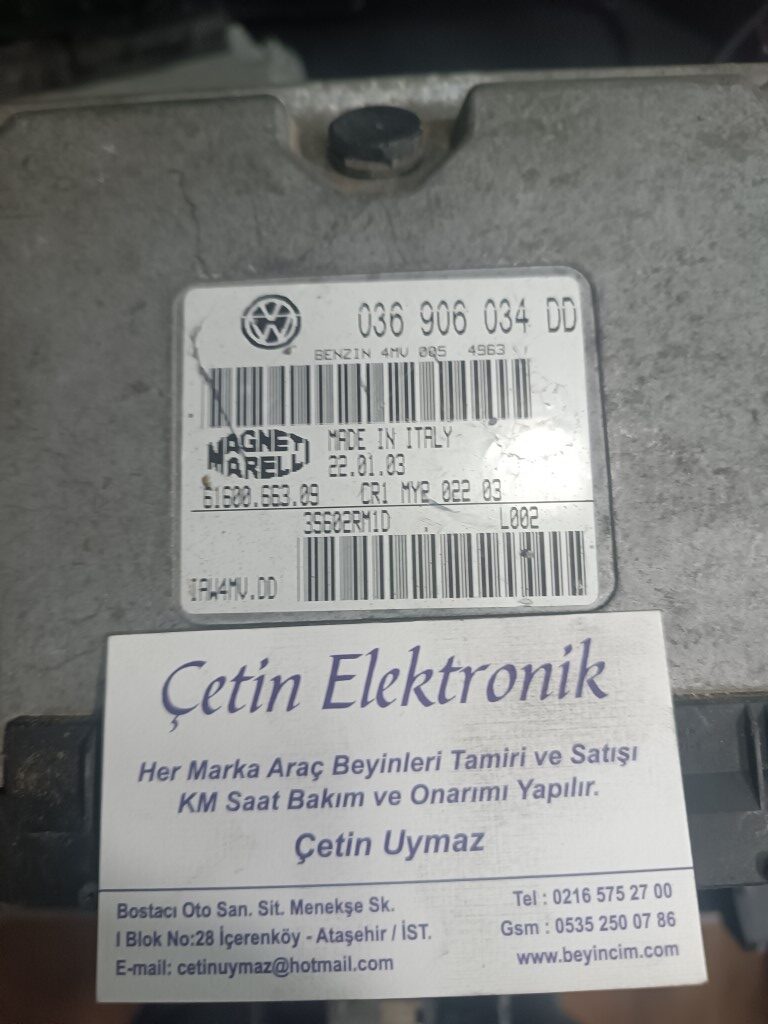 036 906 034 DD
BENZIN 4MV 005 4963
MAGNETI
MARELLI
MADE IN ITALY
22.01.03
61600.663.09 CR1 MY2 022 03
3S602RM1D L002
IAW4MV.DD
Çetin Elektronik
Her Marka Araç Beyinleri Tamiri ve Satışı
KM Saat Bakım ve Onarımı Yapılır.
Çetin Uymaz
Bostacı Oto San. Sit. Menekşe Sk.
I Blok No:28 İçerenköy - Ataşehir / İST.
E-mail: cetinuymaz@hotmail.com
Tel : 0216 575 27 00
Gsm : 0535 250 07 86
www.beyincim.com